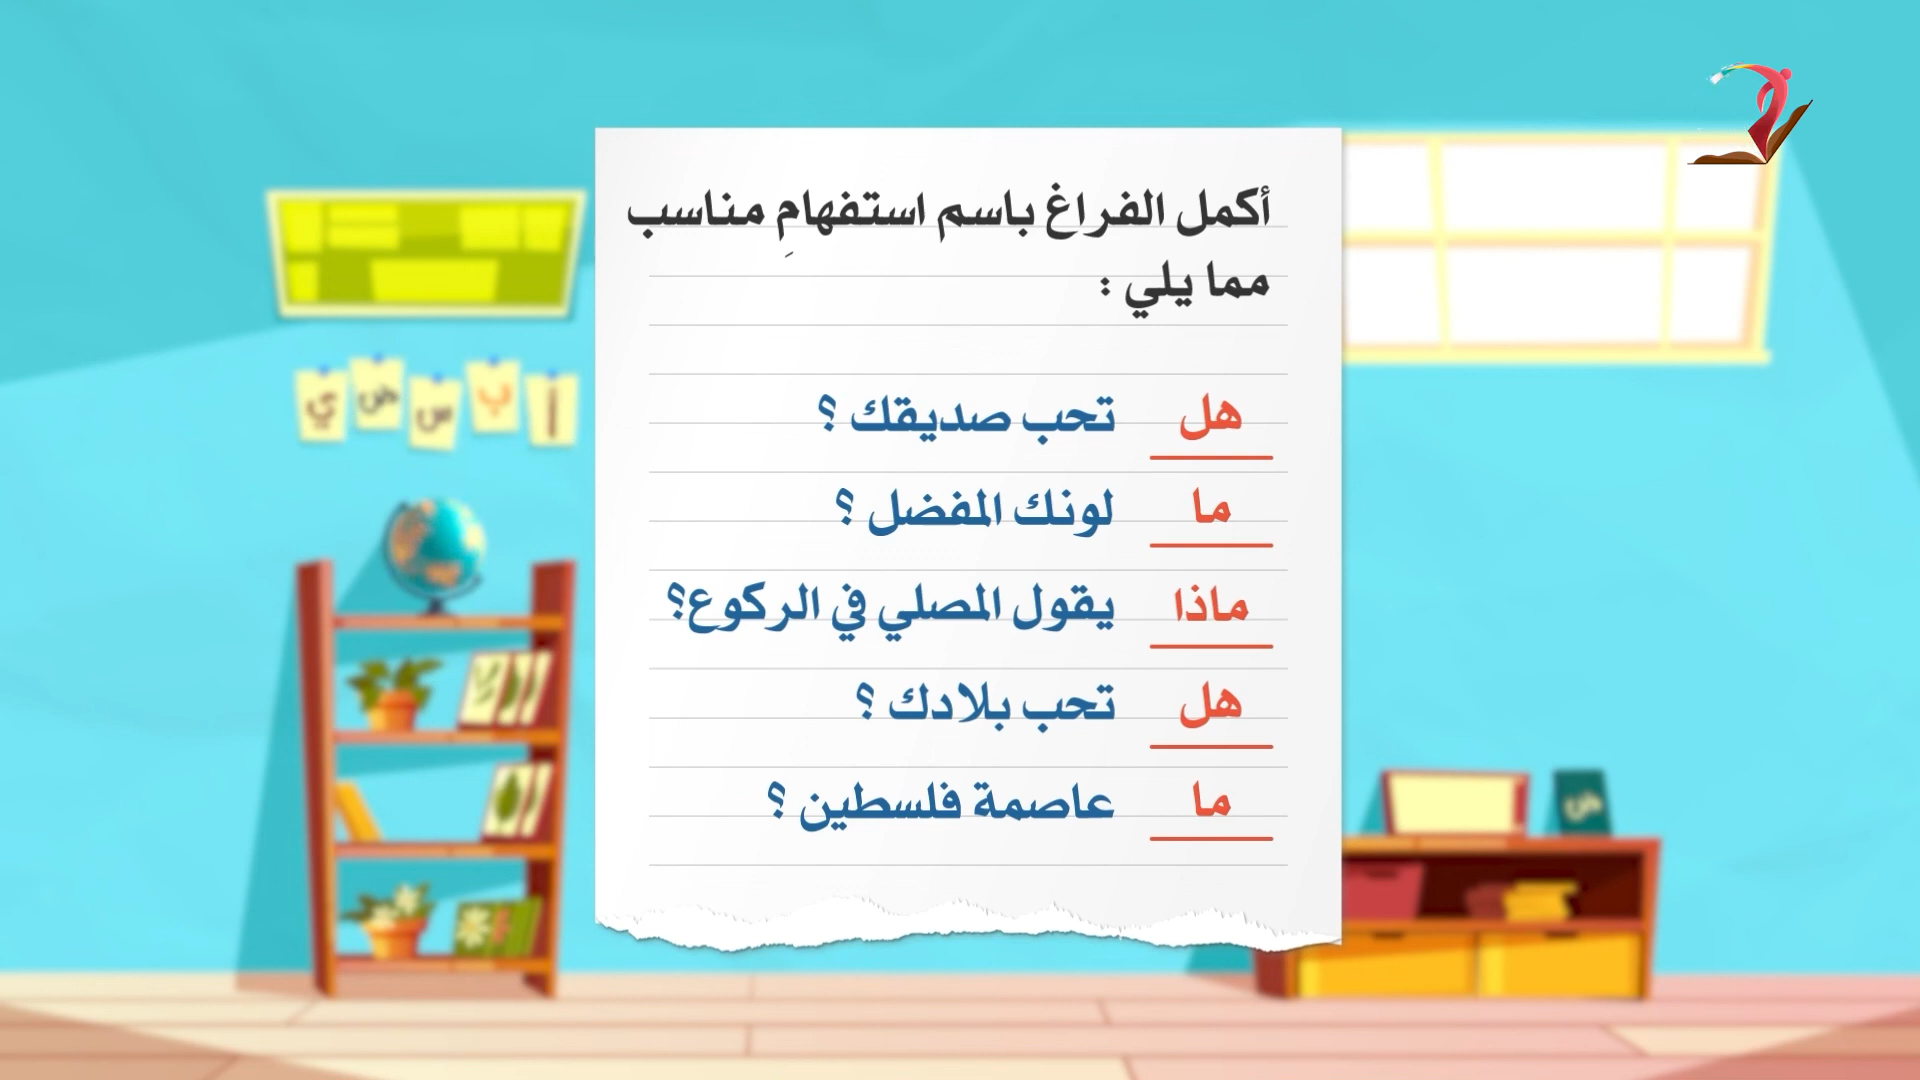 أكمل الفراغ باسم استفهامِ مناسب
مما يلي :
هل تحب صديقك ؟
ما لونك المفضل ؟
ماذا يقول المصلي في الركوع؟
هل تحب بلادك ؟
ما عاصمة فلسطين ؟
أ ب س ض ي
ض